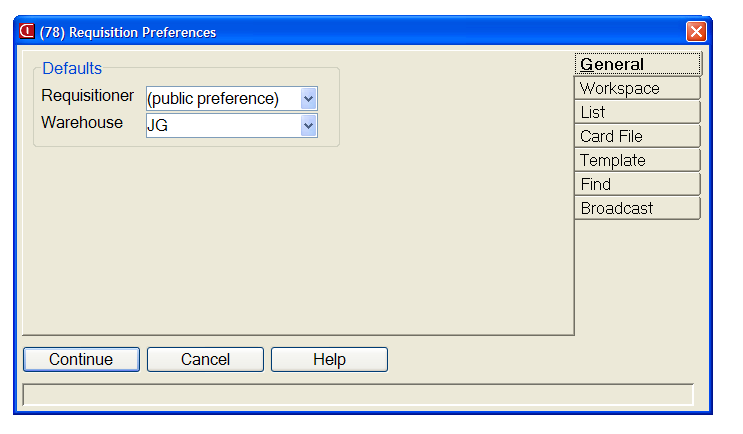 (78) Requisition Preferences
Defaults
Requisitioner (public preference)
Warehouse JG
General
Workspace
List
Card File
Template
Find
Broadcast
Continue Cancel Help